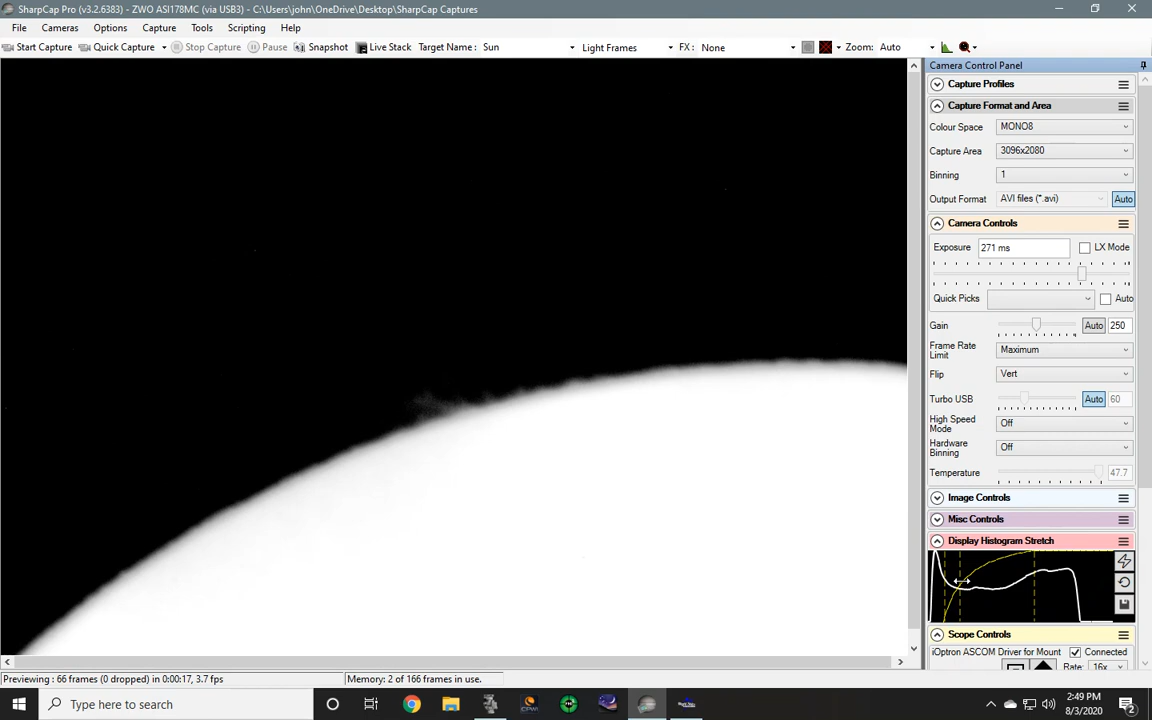 SharpCap Pro (v3.2.6383) - ZWO ASI178MC (via USB3) - C:\Users\john\OneDrive\Desktop\SharpCap Captures
File Cameras Options Capture Tools Scripting Help
Start Capture Quick Capture Stop Capture Pause Snapshot Live Stack Target Name: Sun Light Frames FX: None Zoom: Auto
Camera Control Panel
Capture Profiles
Capture Format and Area
Colour Space MONO8
Capture Area 3096x2080
Binning 1
Output Format AVI files (*.avi) Auto
Camera Controls
Exposure 271 ms LX Mode
Quick Picks Auto
Gain Auto 250
Frame Rate
Limit Maximum
Flip Vert
Turbo USB Auto 60
High Speed
Mode Off
Hardware
Binning Off
Temperature 47.7
Image Controls
Misc Controls
Display Histogram Stretch
Scope Controls
iOptron ASCOM Driver for Mount Connected
Rate: 16x
Previewing : 66 frames (0 dropped) in 0:00:17, 3.7 fps Memory: 2 of 166 frames in use.
Type here to search
2:49 PM
8/3/2020
2